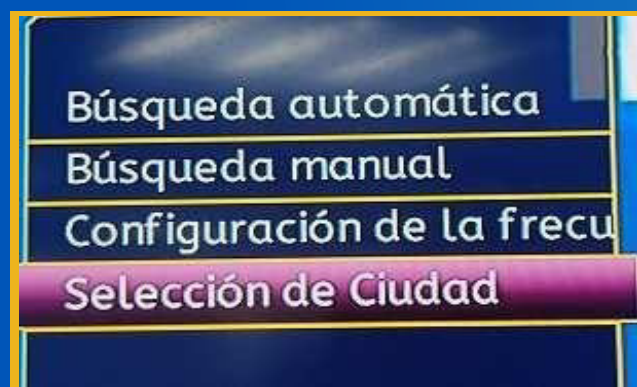 Búsqueda automática
Búsqueda manual
Configuración de la frecu
Selección de Ciudad